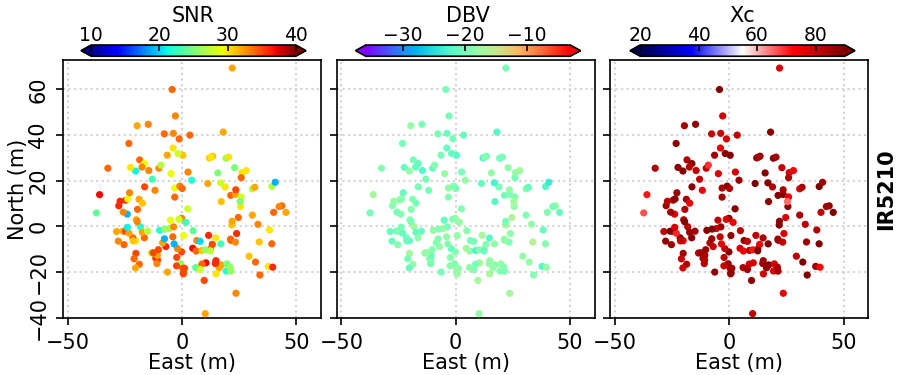 SNR DBV Xc
10 20 30 40 −30 −20 −10 20 40 60 80
60
40
20
0
−20
−40
North (m)
−50 0 50 −50 0 50 −50 0 50
East (m) East (m) East (m)
IR5210